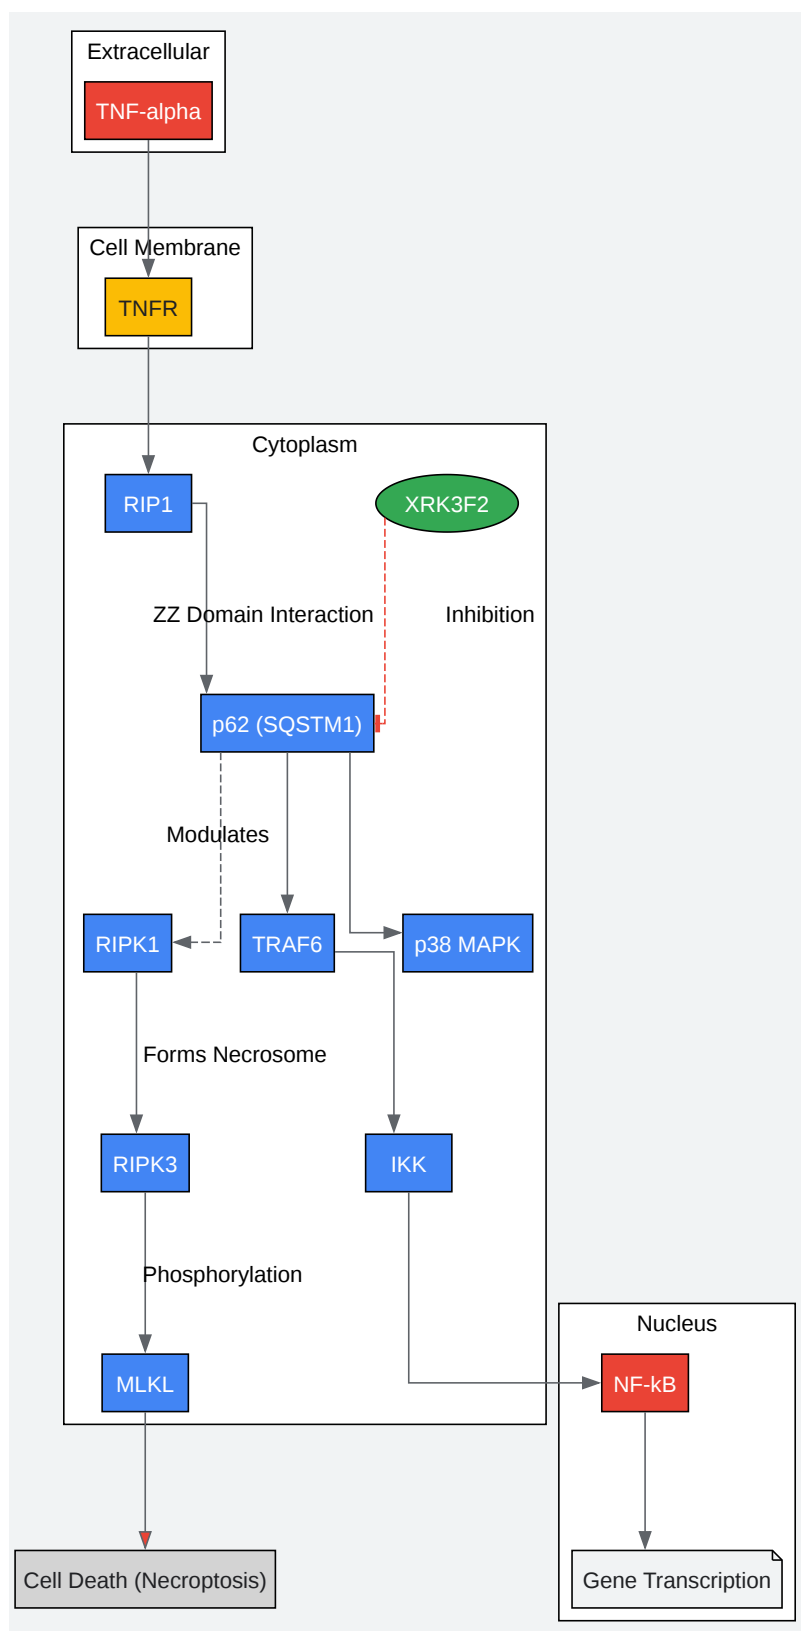 Extracellular
TNF-alpha
Cell Membrane
TNFR
Cytoplasm
RIP1
XRK3F2
ZZ Domain Interaction
Inhibition
p62 (SQSTM1)
Modulates
RIPK1
TRAF6
p38 MAPK
Forms Necrosome
RIPK3
IKK
Phosphorylation
Nucleus
MLKL
NF-kB
Cell Death (Necroptosis)
Gene Transcription